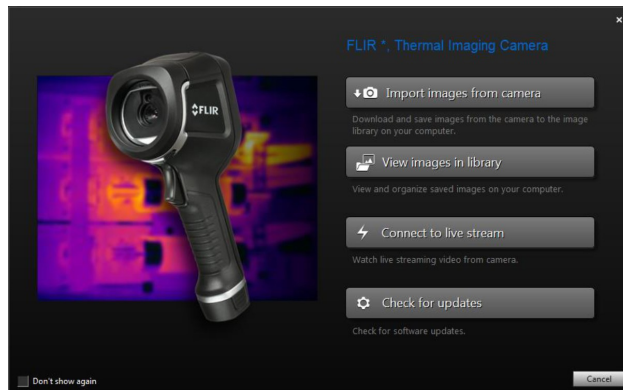 ×
FLIR *, Thermal Imaging Camera
FLIR
Import images from camera
Download and save images from the camera to the image
library on your computer.
View images in library
View and organize saved images on your computer.
Connect to live stream
Watch live streaming video from camera.
Check for updates
Check for software updates.
Don't show again
Cancel